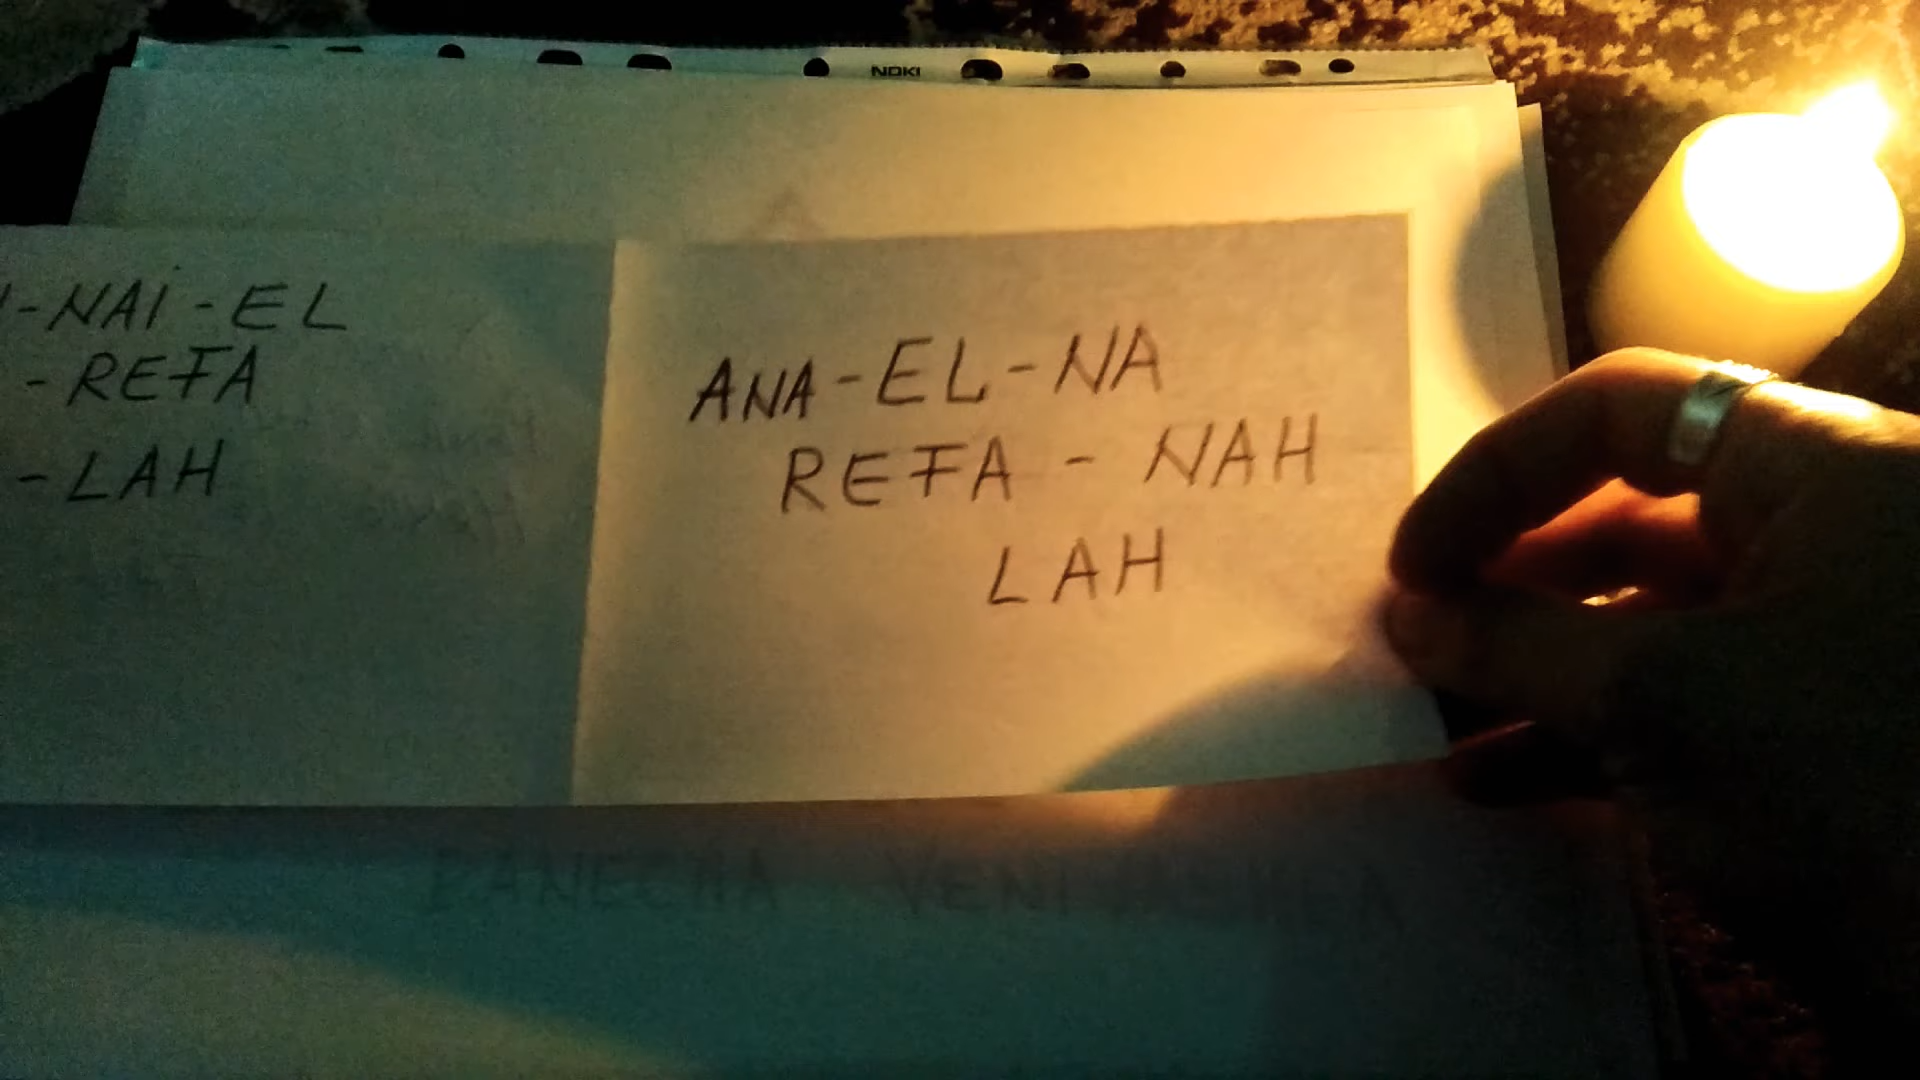 NOKI
-NAI-EL
-REFA
-LAH
ANA-EL-NA
REFA - NAH
LAH